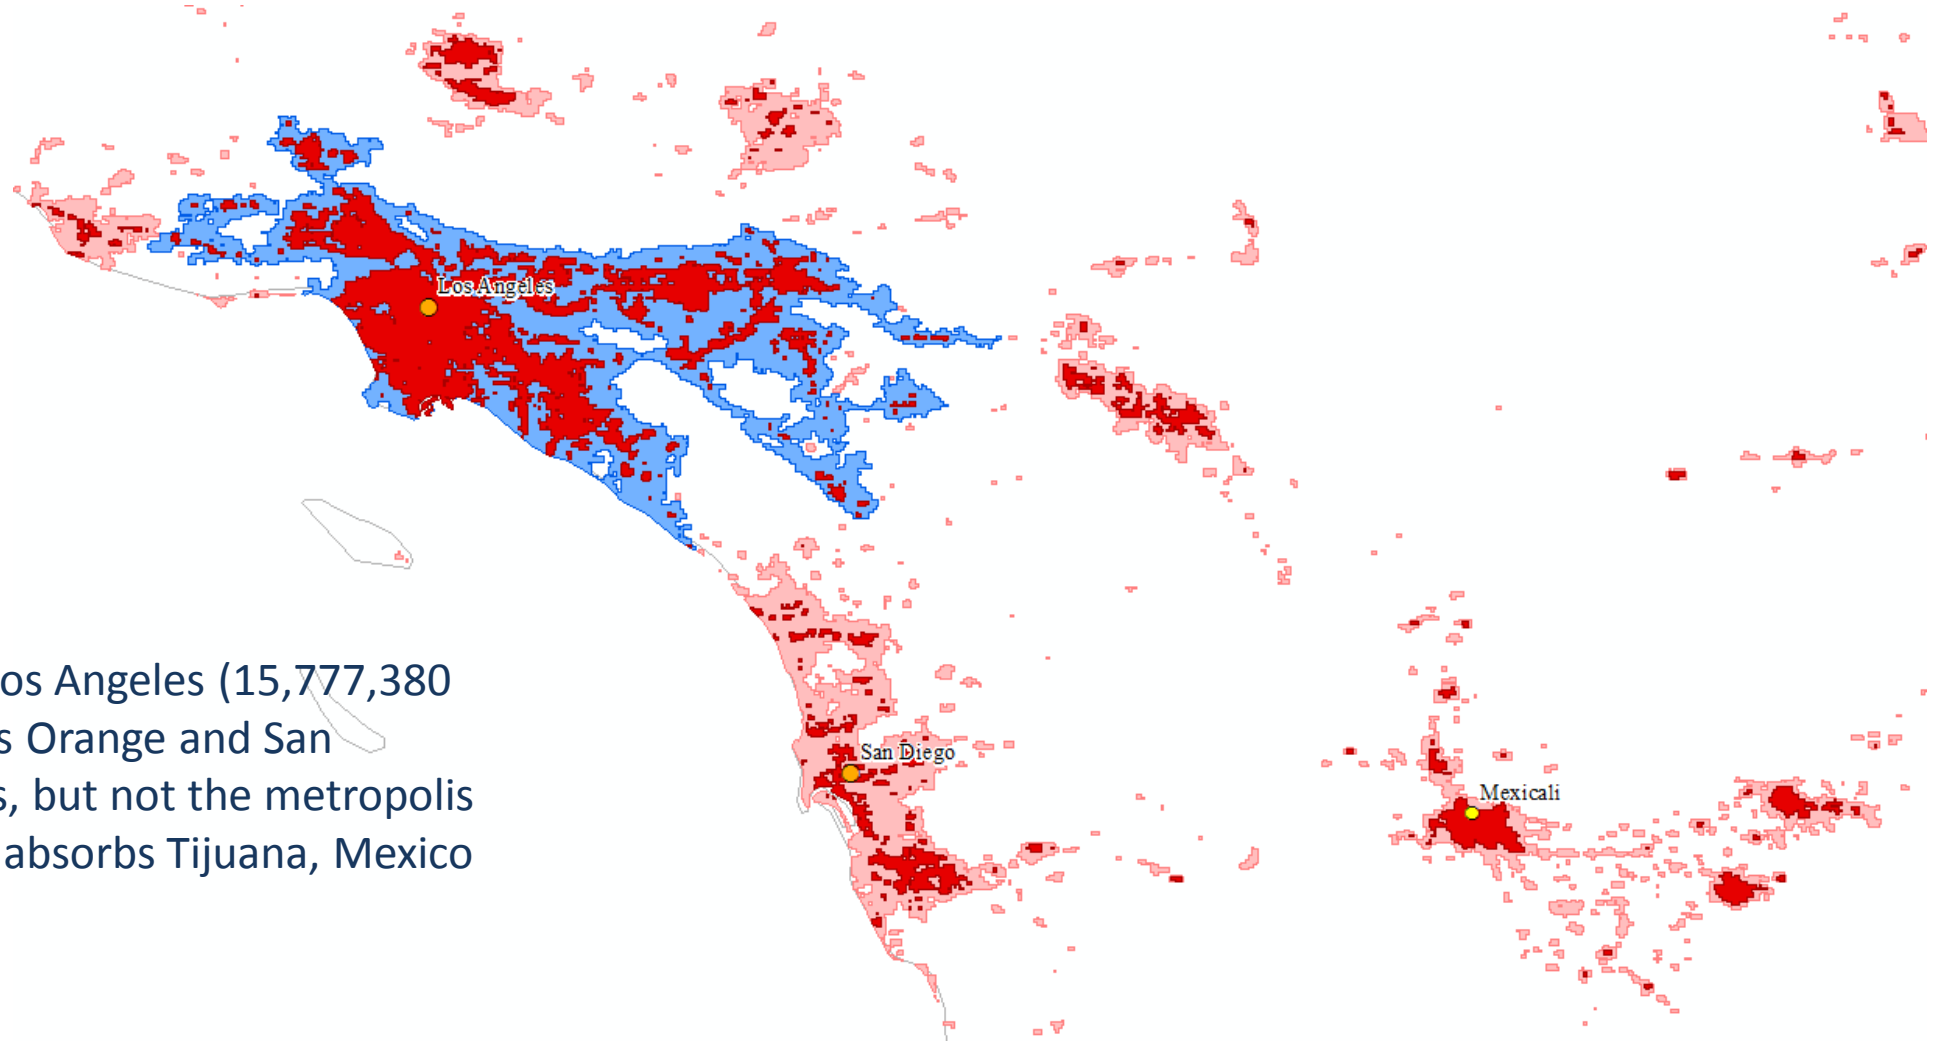 Los Angeles
os Angeles (15,777,380
s Orange and San
s, but not the metropolis
absorbs Tijuana, Mexico
San Diego
Mexicali